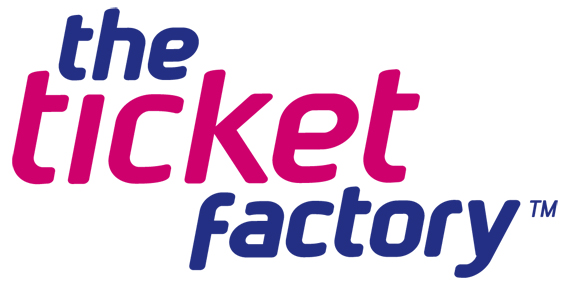 the
ticket
factory™